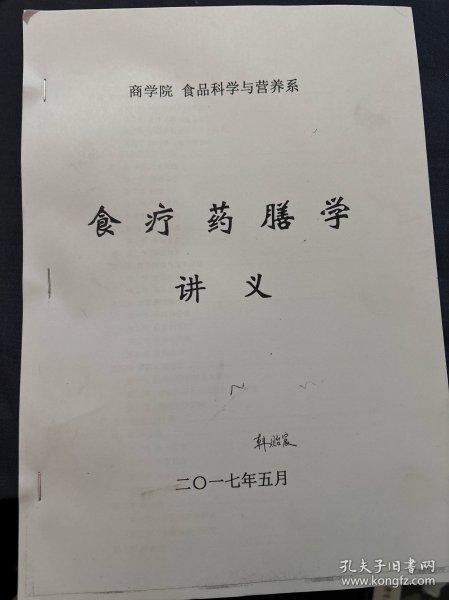 商学院 食品科学与营养系
食疗药膳学
讲义
二〇一七年五月
孔夫子旧书网
www.kongfz.com